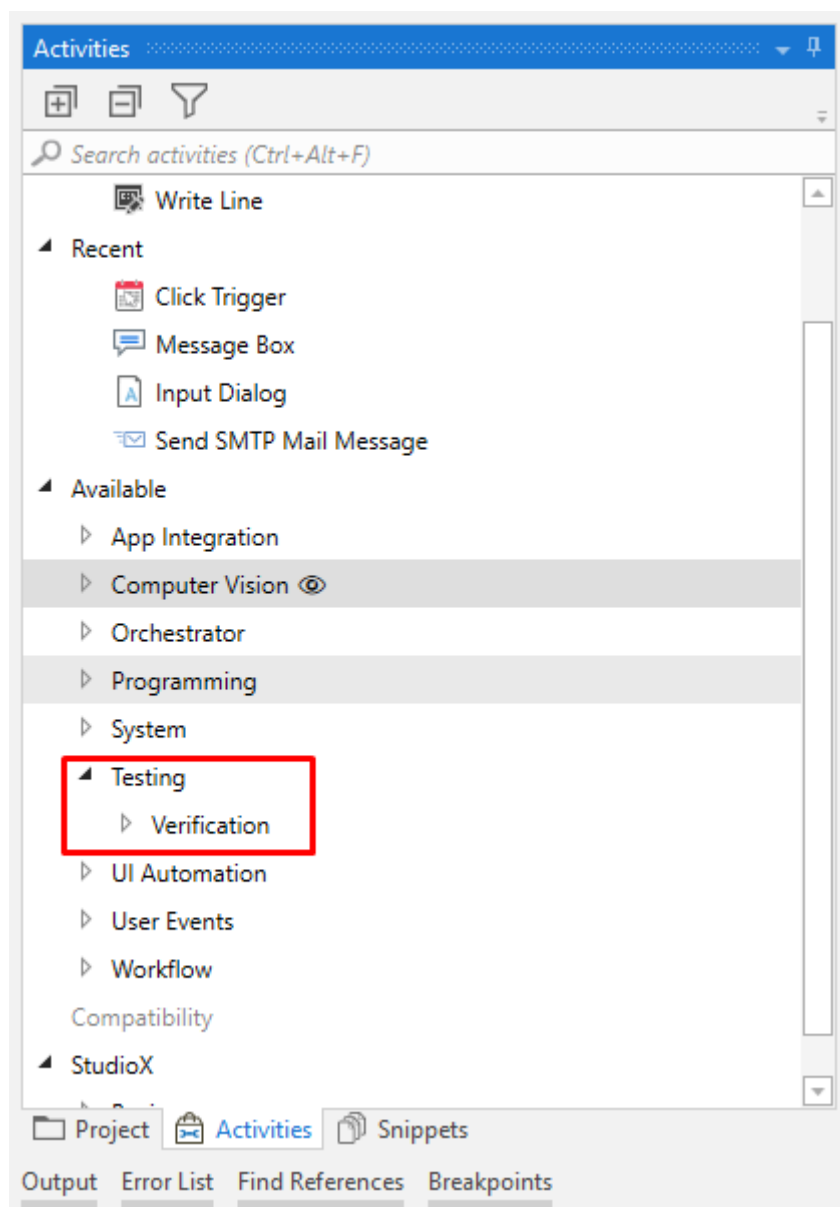 Activities
Search activities (Ctrl+Alt+F)
Write Line
Recent
Click Trigger
Message Box
Input Dialog
Send SMTP Mail Message
Available
App Integration
Computer Vision
Orchestrator
Programming
System
Testing
Verification
UI Automation
User Events
Workflow
Compatibility
StudioX
Project Activities Snippets
Output Error List Find References Breakpoints